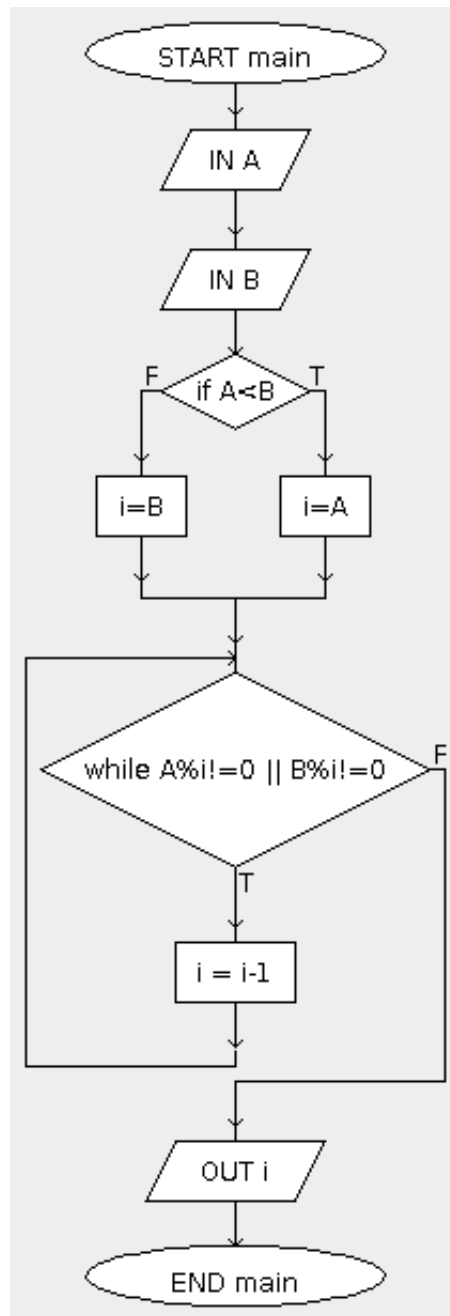 START main
IN A
IN B
F
T
if A<B
i=B
i=A
while A%i!=0 || B%i!=0
F
T
i = i-1
OUT i
END main